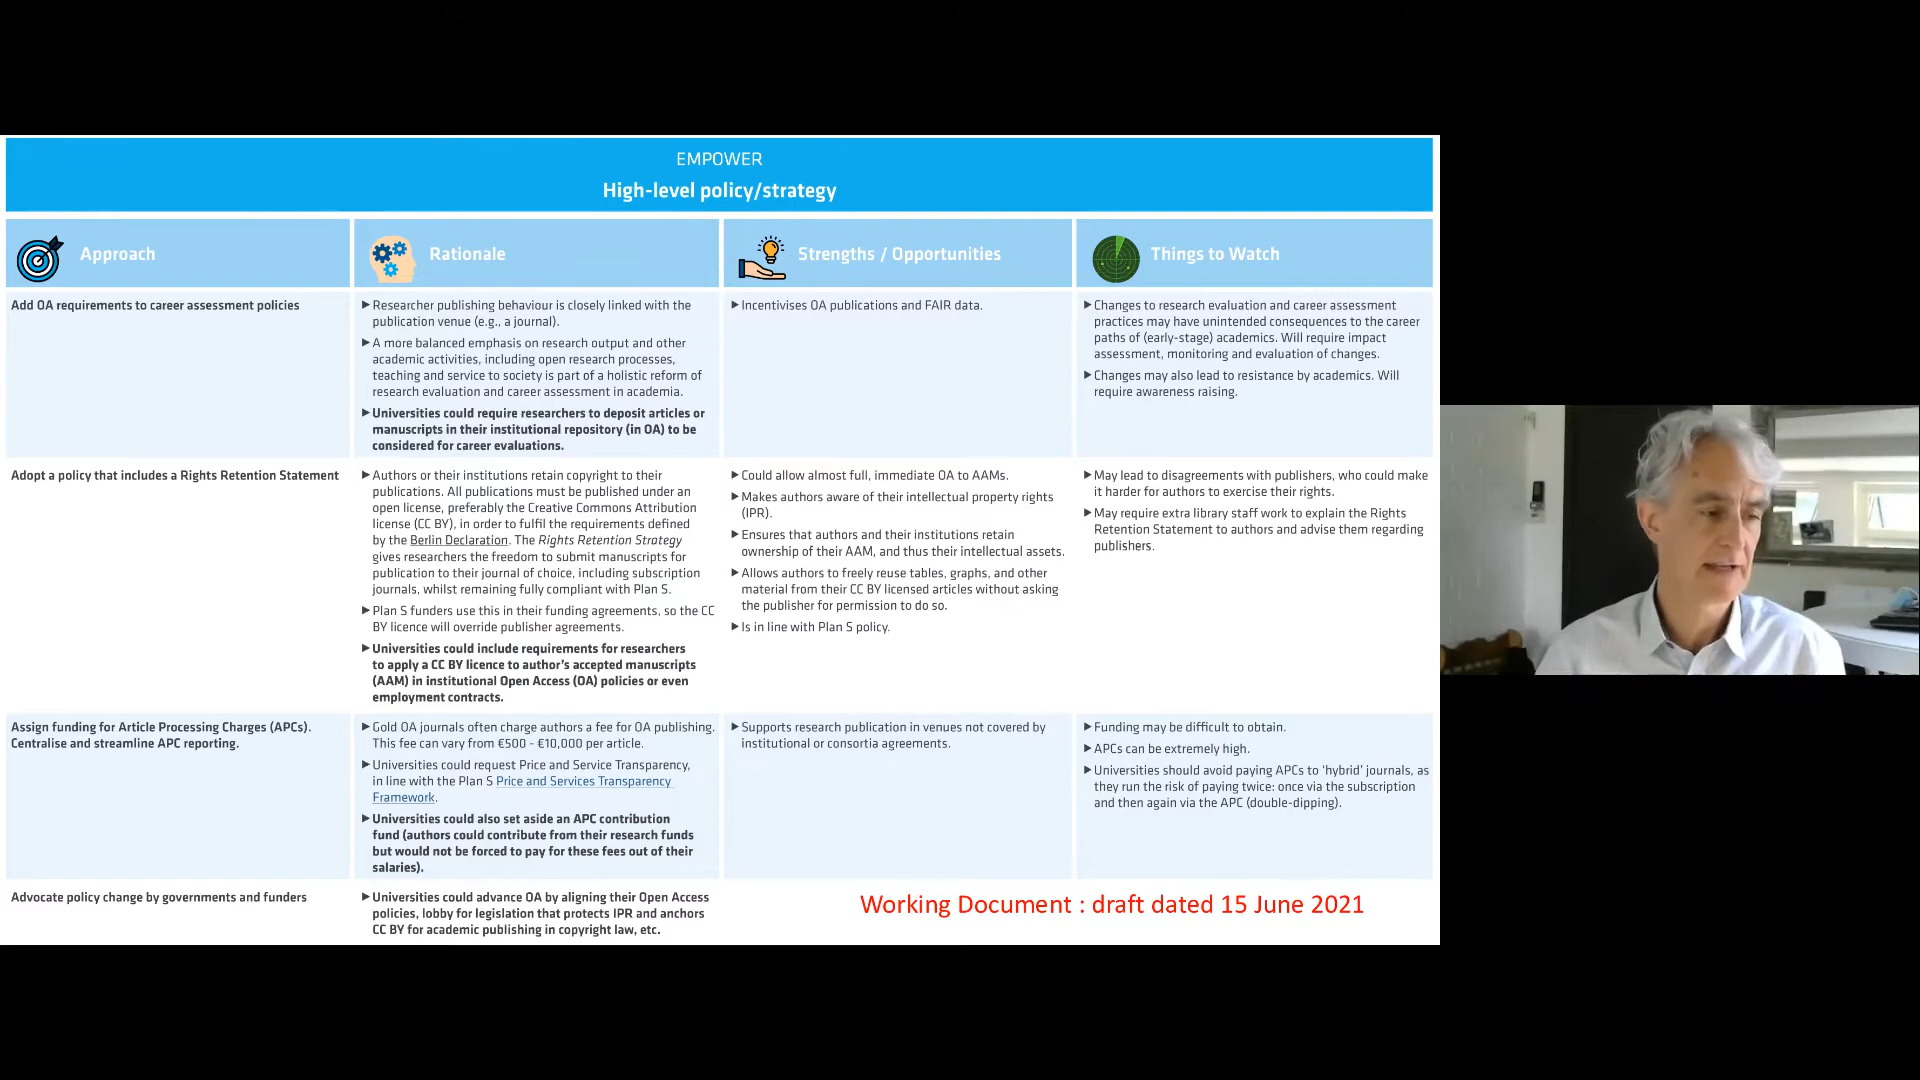 EMPOWER
High-level policy/strategy
Approach
Rationale
Strengths / Opportunities
Things to Watch
Add OA requirements to career assessment policies
▶ Researcher publishing behaviour is closely linked with the
publication venue (e.g., a journal).
▶ A more balanced emphasis on research output and other
academic activities, including open research processes,
teaching and service to society is part of a holistic reform of
research evaluation and career assessment in academia.
▶ Universities could require researchers to deposit articles or
manuscripts in their institutional repository (in OA) to be
considered for career evaluations.
▶ Incentivises OA publications and FAIR data.
▶ Changes to research evaluation and career assessment
practices may have unintended consequences to the career
paths of (early-stage) academics. Will require impact
assessment, monitoring and evaluation of changes.
▶ Changes may also lead to resistance by academics. Will
require awareness raising.
Adopt a policy that includes a Rights Retention Statement
▶ Authors or their institutions retain copyright to their
publications. All publications must be published under an
open license, preferably the Creative Commons Attribution
license (CC BY), in order to fulfil the requirements defined
by the Berlin Declaration. The Rights Retention Strategy
gives researchers the freedom to submit manuscripts for
publication to their journal of choice, including subscription
journals, whilst remaining fully compliant with Plan S.
▶ Plan S funders use this in their funding agreements, so the CC
BY licence will override publisher agreements.
▶ Universities could include requirements for researchers
to apply a CC BY licence to author's accepted manuscripts
(AAM) in institutional Open Access (OA) policies or even
employment contracts.
▶ Could allow almost full, immediate OA to AAMs.
▶ Makes authors aware of their intellectual property rights
(IPR).
▶ Ensures that authors and their institutions retain
ownership of their AAM, and thus their intellectual assets.
▶ Allows authors to freely reuse tables, graphs, and other
material from their CC BY licensed articles without asking
the publisher for permission to do so.
▶ Is in line with Plan S policy.
▶ May lead to disagreements with publishers, who could make
it harder for authors to exercise their rights.
▶ May require extra library staff work to explain the Rights
Retention Statement to authors and advise them regarding
publishers.
Assign funding for Article Processing Charges (APCs).
Centralise and streamline APC reporting.
▶ Gold OA journals often charge authors a fee for OA publishing.
This fee can vary from €500 - €10,000 per article.
▶ Universities could request Price and Service Transparency,
in line with the Plan S Price and Services Transparency
Framework.
▶ Universities could also set aside an APC contribution
fund (authors could contribute from their research funds
but would not be forced to pay for these fees out of their
salaries).
▶ Supports research publication in venues not covered by
institutional or consortia agreements.
▶ Funding may be difficult to obtain.
▶ APCs can be extremely high.
▶ Universities should avoid paying APCs to ‘hybrid’ journals, as
they run the risk of paying twice: once via the subscription
and then again via the APC (double-dipping).
Advocate policy change by governments and funders
▶ Universities could advance OA by aligning their Open Access
policies, lobby for legislation that protects IPR and anchors
CC BY for academic publishing in copyright law, etc.
Working Document : draft dated 15 June 2021